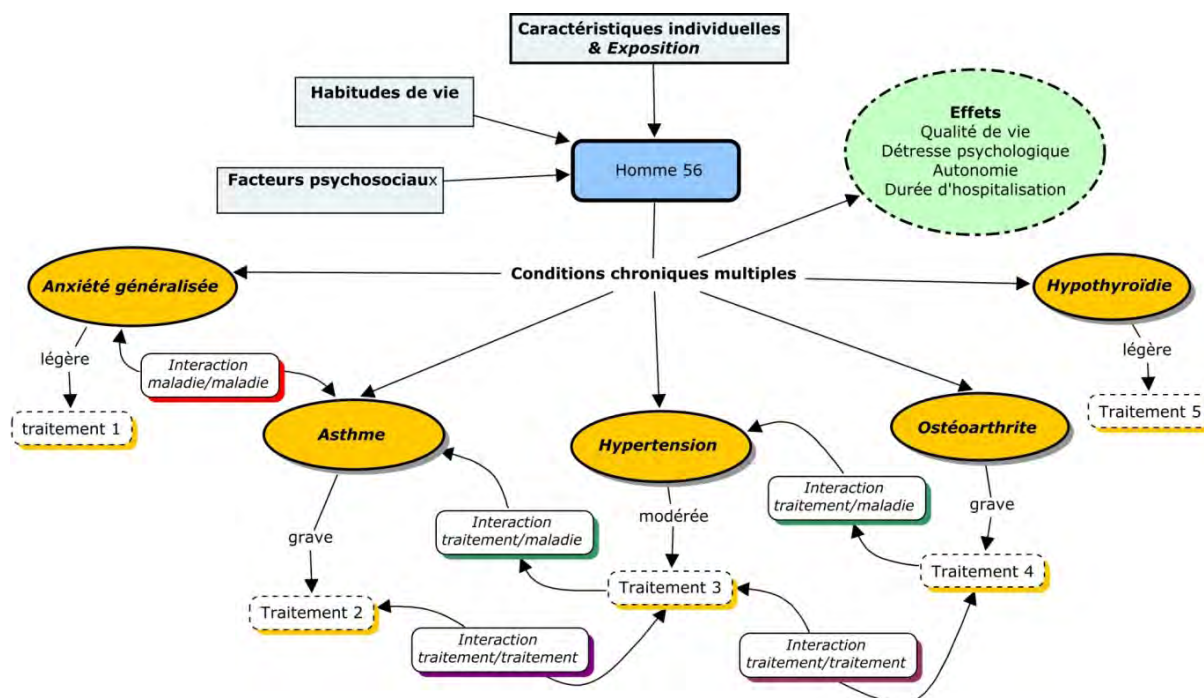 Caractéristiques individuelles
& Exposition
Habitudes de vie
Facteurs psychosociaux
Homme 56
Effets
Qualité de vie
Détresse psychologique
Autonomie
Durée d'hospitalisation
Conditions chroniques multiples
Anxiété généralisée
Hypothyroïdie
légère
Interaction
maladie/maladie
légère
traitement 1
Traitement 5
Asthme
Hypertension
Ostéoarthrite
Interaction
traitement/maladie
modérée
Interaction
traitement/maladie
grave
grave
Traitement 2
Traitement 3
Traitement 4
Interaction
traitement/traitement
Interaction
traitement/traitement